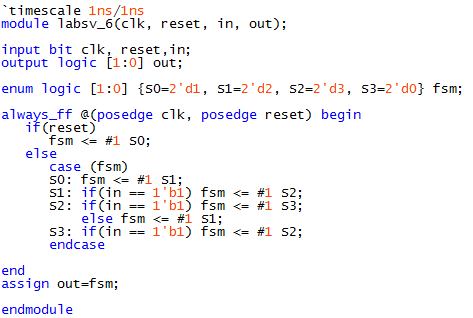 `timescale 1ns/1ns
module labsv_6(clk, reset, in, out);

input bit clk, reset,in;
output logic [1:0] out;

enum logic [1:0] {S0=2'd1, S1=2'd2, S2=2'd3, S3=2'd0} fsm;

always_ff @(posedge clk, posedge reset) begin
   if(reset)
      fsm <= #1 S0;
   else
      case (fsm)
      S0: fsm <= #1 S1;
      S1: if(in == 1'b1) fsm <= #1 S2;
      S2: if(in == 1'b1) fsm <= #1 S3;
          else fsm <= #1 S1;
      S3: if(in == 1'b1) fsm <= #1 S2;
      endcase

end
assign out=fsm;

endmodule